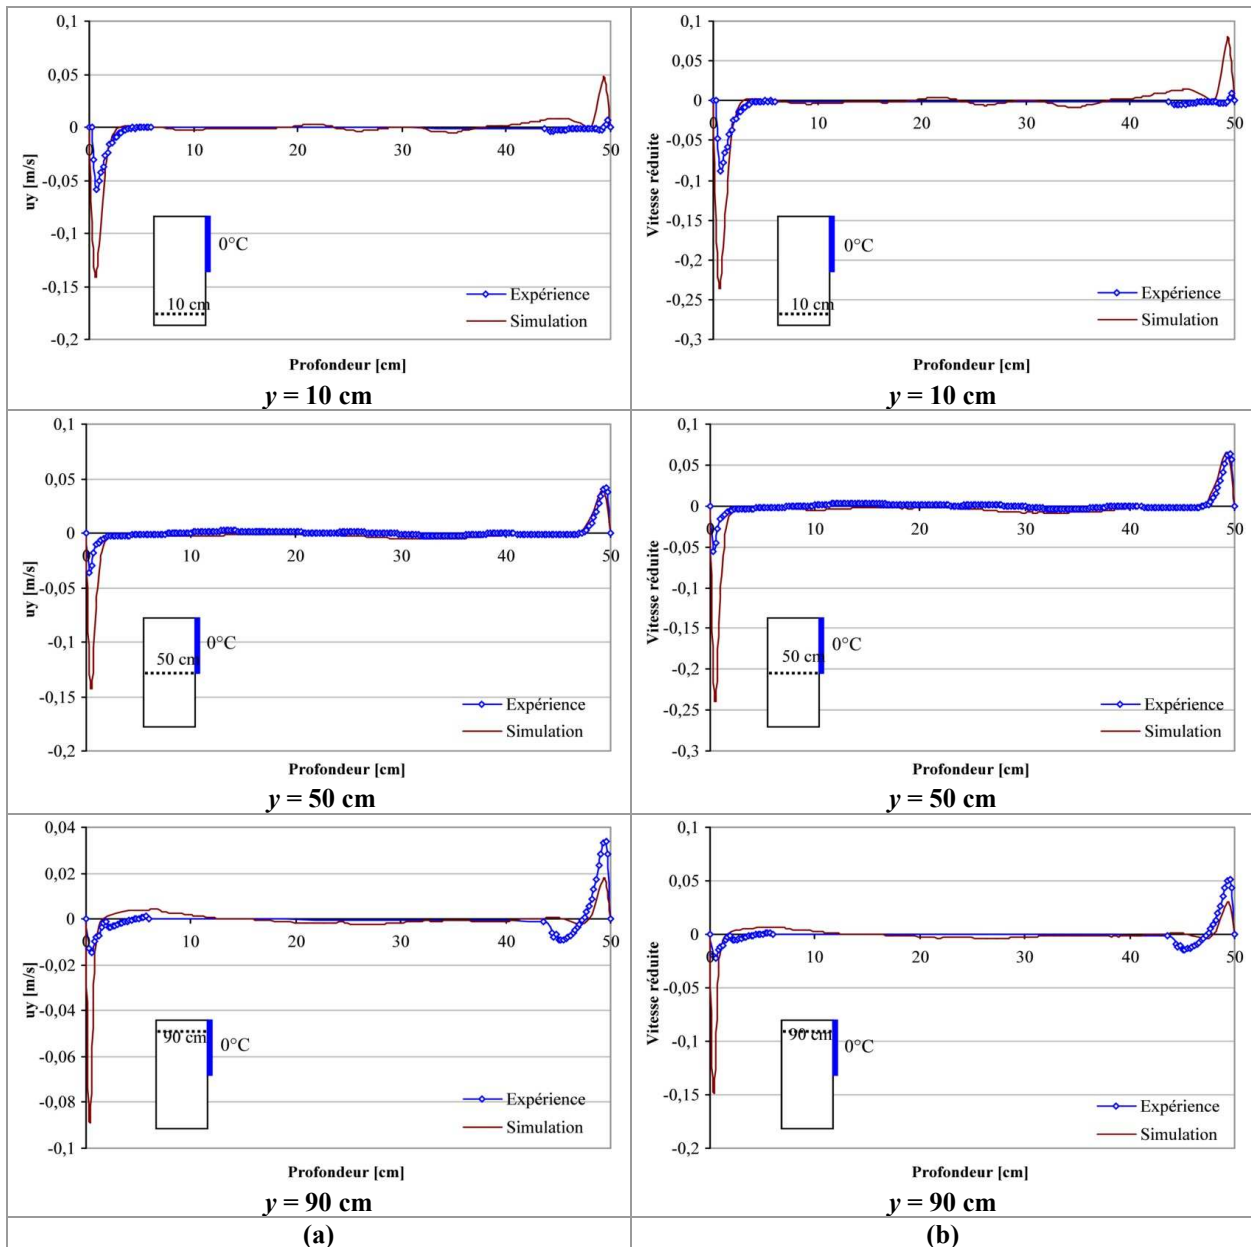 0,1
0,05
0
-0,05
-0,1
-0,15
-0,2
uy [m/s]
0 10 20 30 40 50
0°C
10 cm
Expérience
Simulation
Profondeur [cm]
y = 10 cm
0,1
0,05
0
-0,05
-0,1
-0,15
-0,2
-0,25
-0,3
Vitesse réduite
0 10 20 30 40 50
0°C
10 cm
Expérience
Simulation
Profondeur [cm]
y = 10 cm
0,1
0,05
0
-0,05
-0,1
-0,15
-0,2
uy [m/s]
0 10 20 30 40 50
0°C
50 cm
Expérience
Simulation
Profondeur [cm]
y = 50 cm
0,1
0,05
0
-0,05
-0,1
-0,15
-0,2
-0,25
-0,3
Vitesse réduite
0 10 20 30 40 50
0°C
50 cm
Expérience
Simulation
Profondeur [cm]
y = 50 cm
0,04
0,02
0
-0,02
-0,04
-0,06
-0,08
-0,1
uy [m/s]
0 10 20 30 40 50
90 cm
0°C
Expérience
Simulation
Profondeur [cm]
y = 90 cm
0,1
0,05
0
-0,05
-0,1
-0,15
-0,2
Vitesse réduite
0 10 20 30 40 50
90 cm
0°C
Expérience
Simulation
Profondeur [cm]
y = 90 cm
(a)
(b)